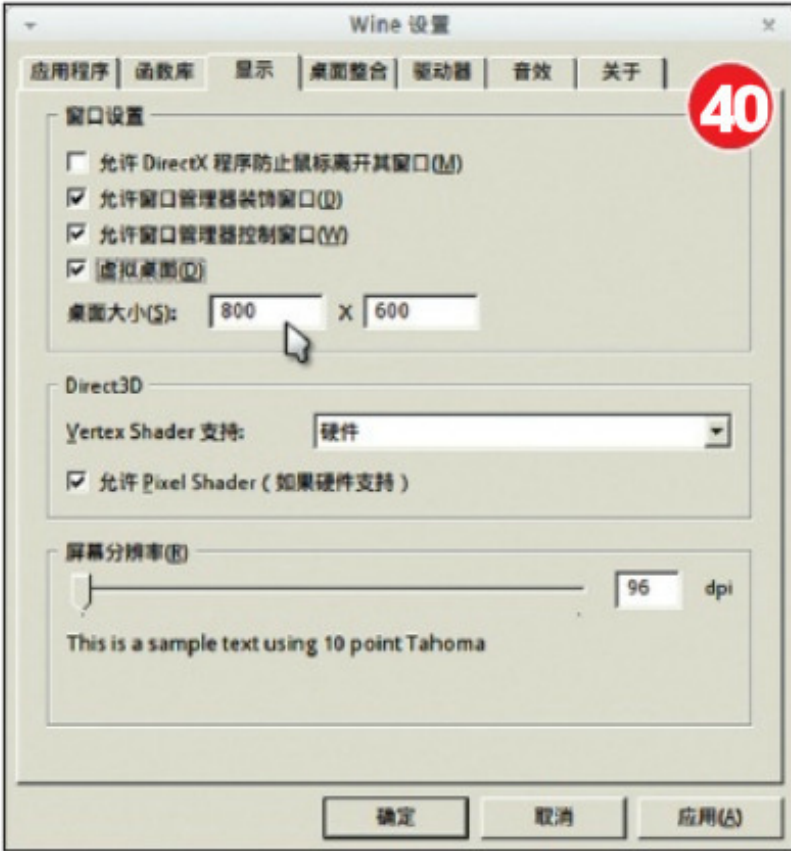 Wine 设置
应用程序 函数库 显示 桌面整合 驱动器 音效 关于
40
窗口设置
允许 DirectX 程序防止鼠标离开其窗口(M)
允许窗口管理器装饰窗口(D)
允许窗口管理器控制窗口(W)
虚拟桌面(D)
桌面大小(S): 800 X 600
Direct3D
Vertex Shader 支持: 硬件
允许 Pixel Shader ( 如果硬件支持 )
屏幕分辨率(R)
96 dpi
This is a sample text using 10 point Tahoma
确定 取消 应用(A)